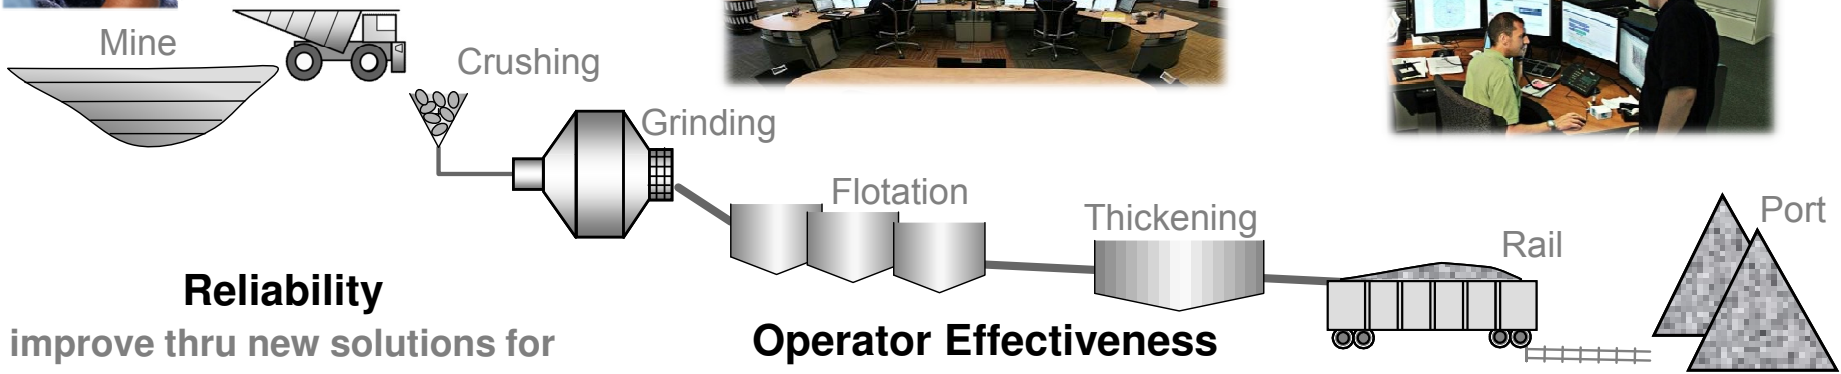 Mine
Crushing
Grinding
Flotation
Thickening
Rail
Port
Reliability
improve thru new solutions for
Operator Effectiveness